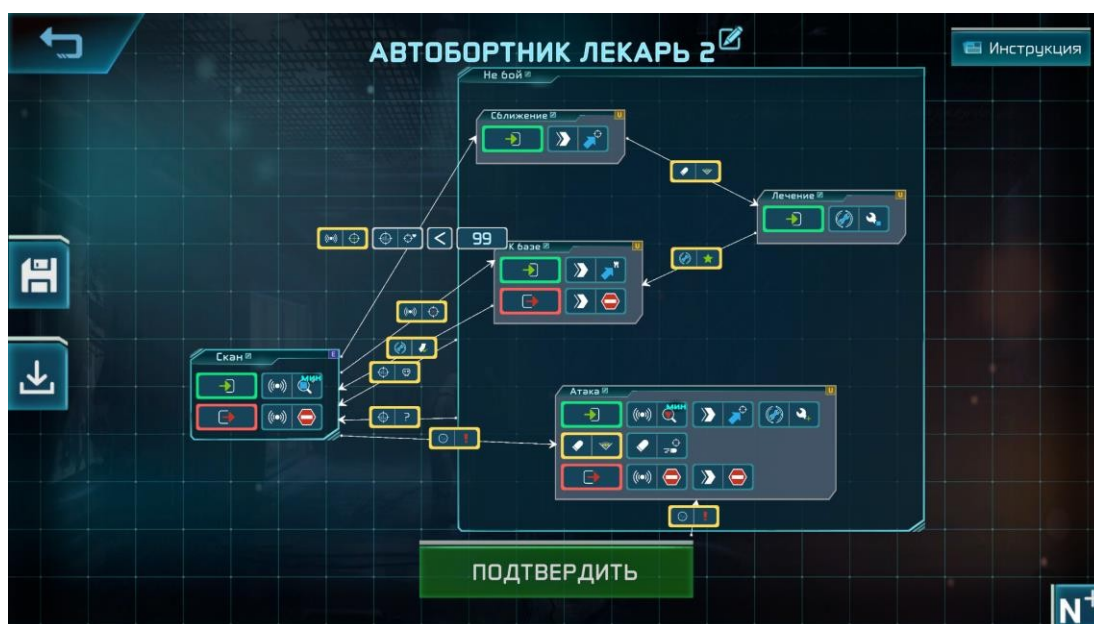 АВТОБОРТНИК ЛЕКАРЬ 2
Инструкция
Не бой
Сближение
Лечение
< 99
К базе
Скан
МИН
?
!
Атака
МИН
!
ПОДТВЕРДИТЬ
N+